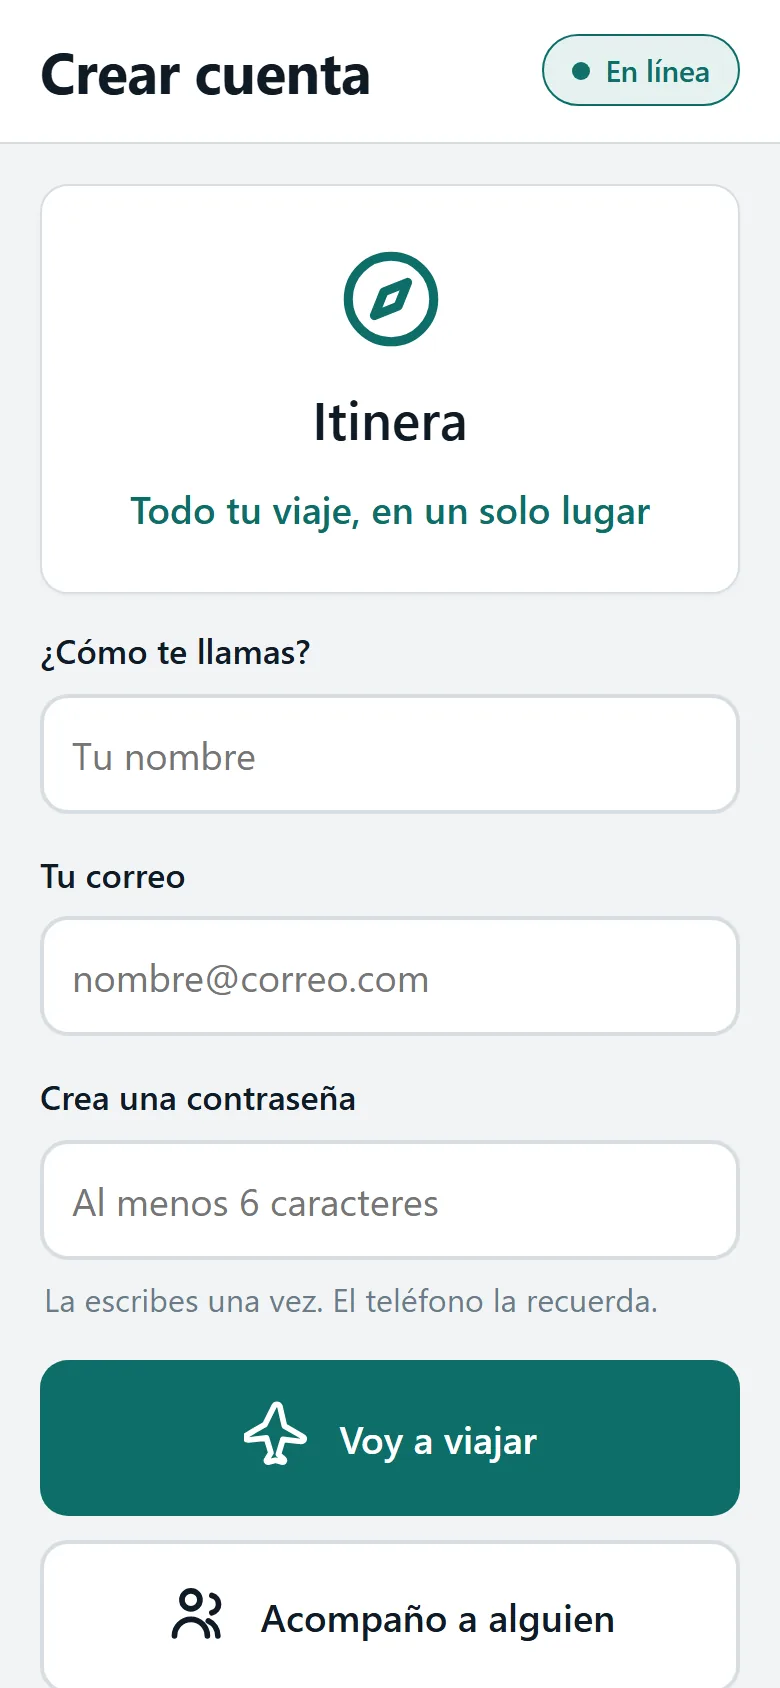 Crear cuenta
En línea
Itinera
Todo tu viaje, en un solo lugar
¿Cómo te llamas?
Tu nombre
Tu correo
nombre@correo.com
Crea una contraseña
Al menos 6 caracteres
La escribes una vez. El teléfono la recuerda.
Voy a viajar
Acompaño a alguien